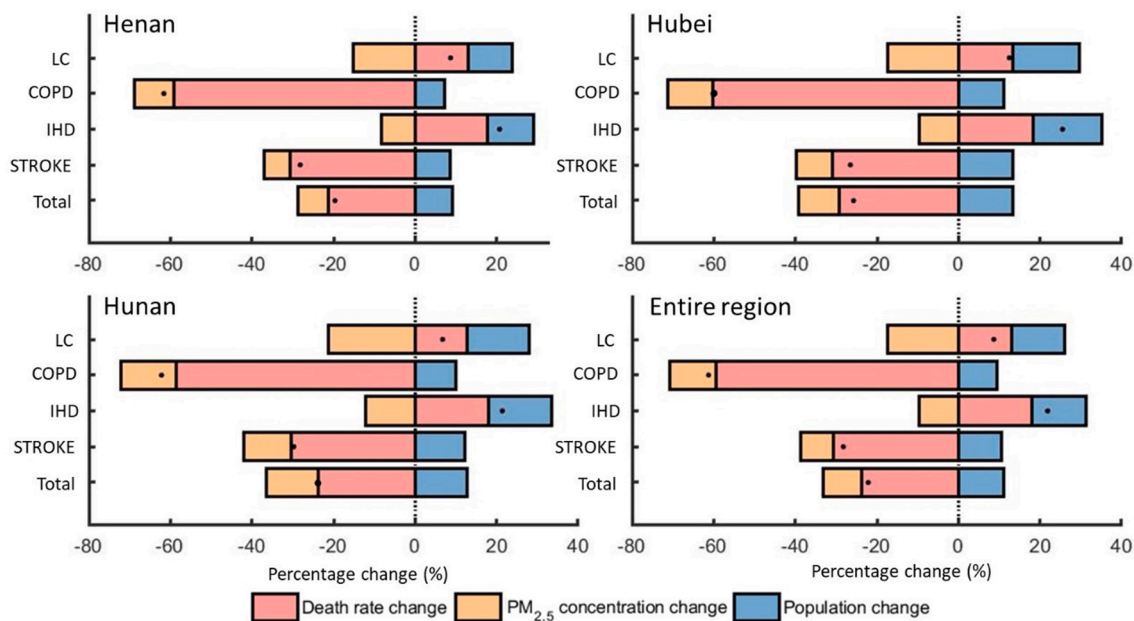 Henan
LC
COPD
IHD
STROKE
Total
-80 -60 -40 -20 0 20
Hubei
LC
COPD
IHD
STROKE
Total
-80 -60 -40 -20 0 20 40
Hunan
LC
COPD
IHD
STROKE
Total
-80 -60 -40 -20 0 20 40
Percentage change (%)
Entire region
LC
COPD
IHD
STROKE
Total
-80 -60 -40 -20 0 20 40
Percentage change (%)
Death rate change PM2.5 concentration change Population change